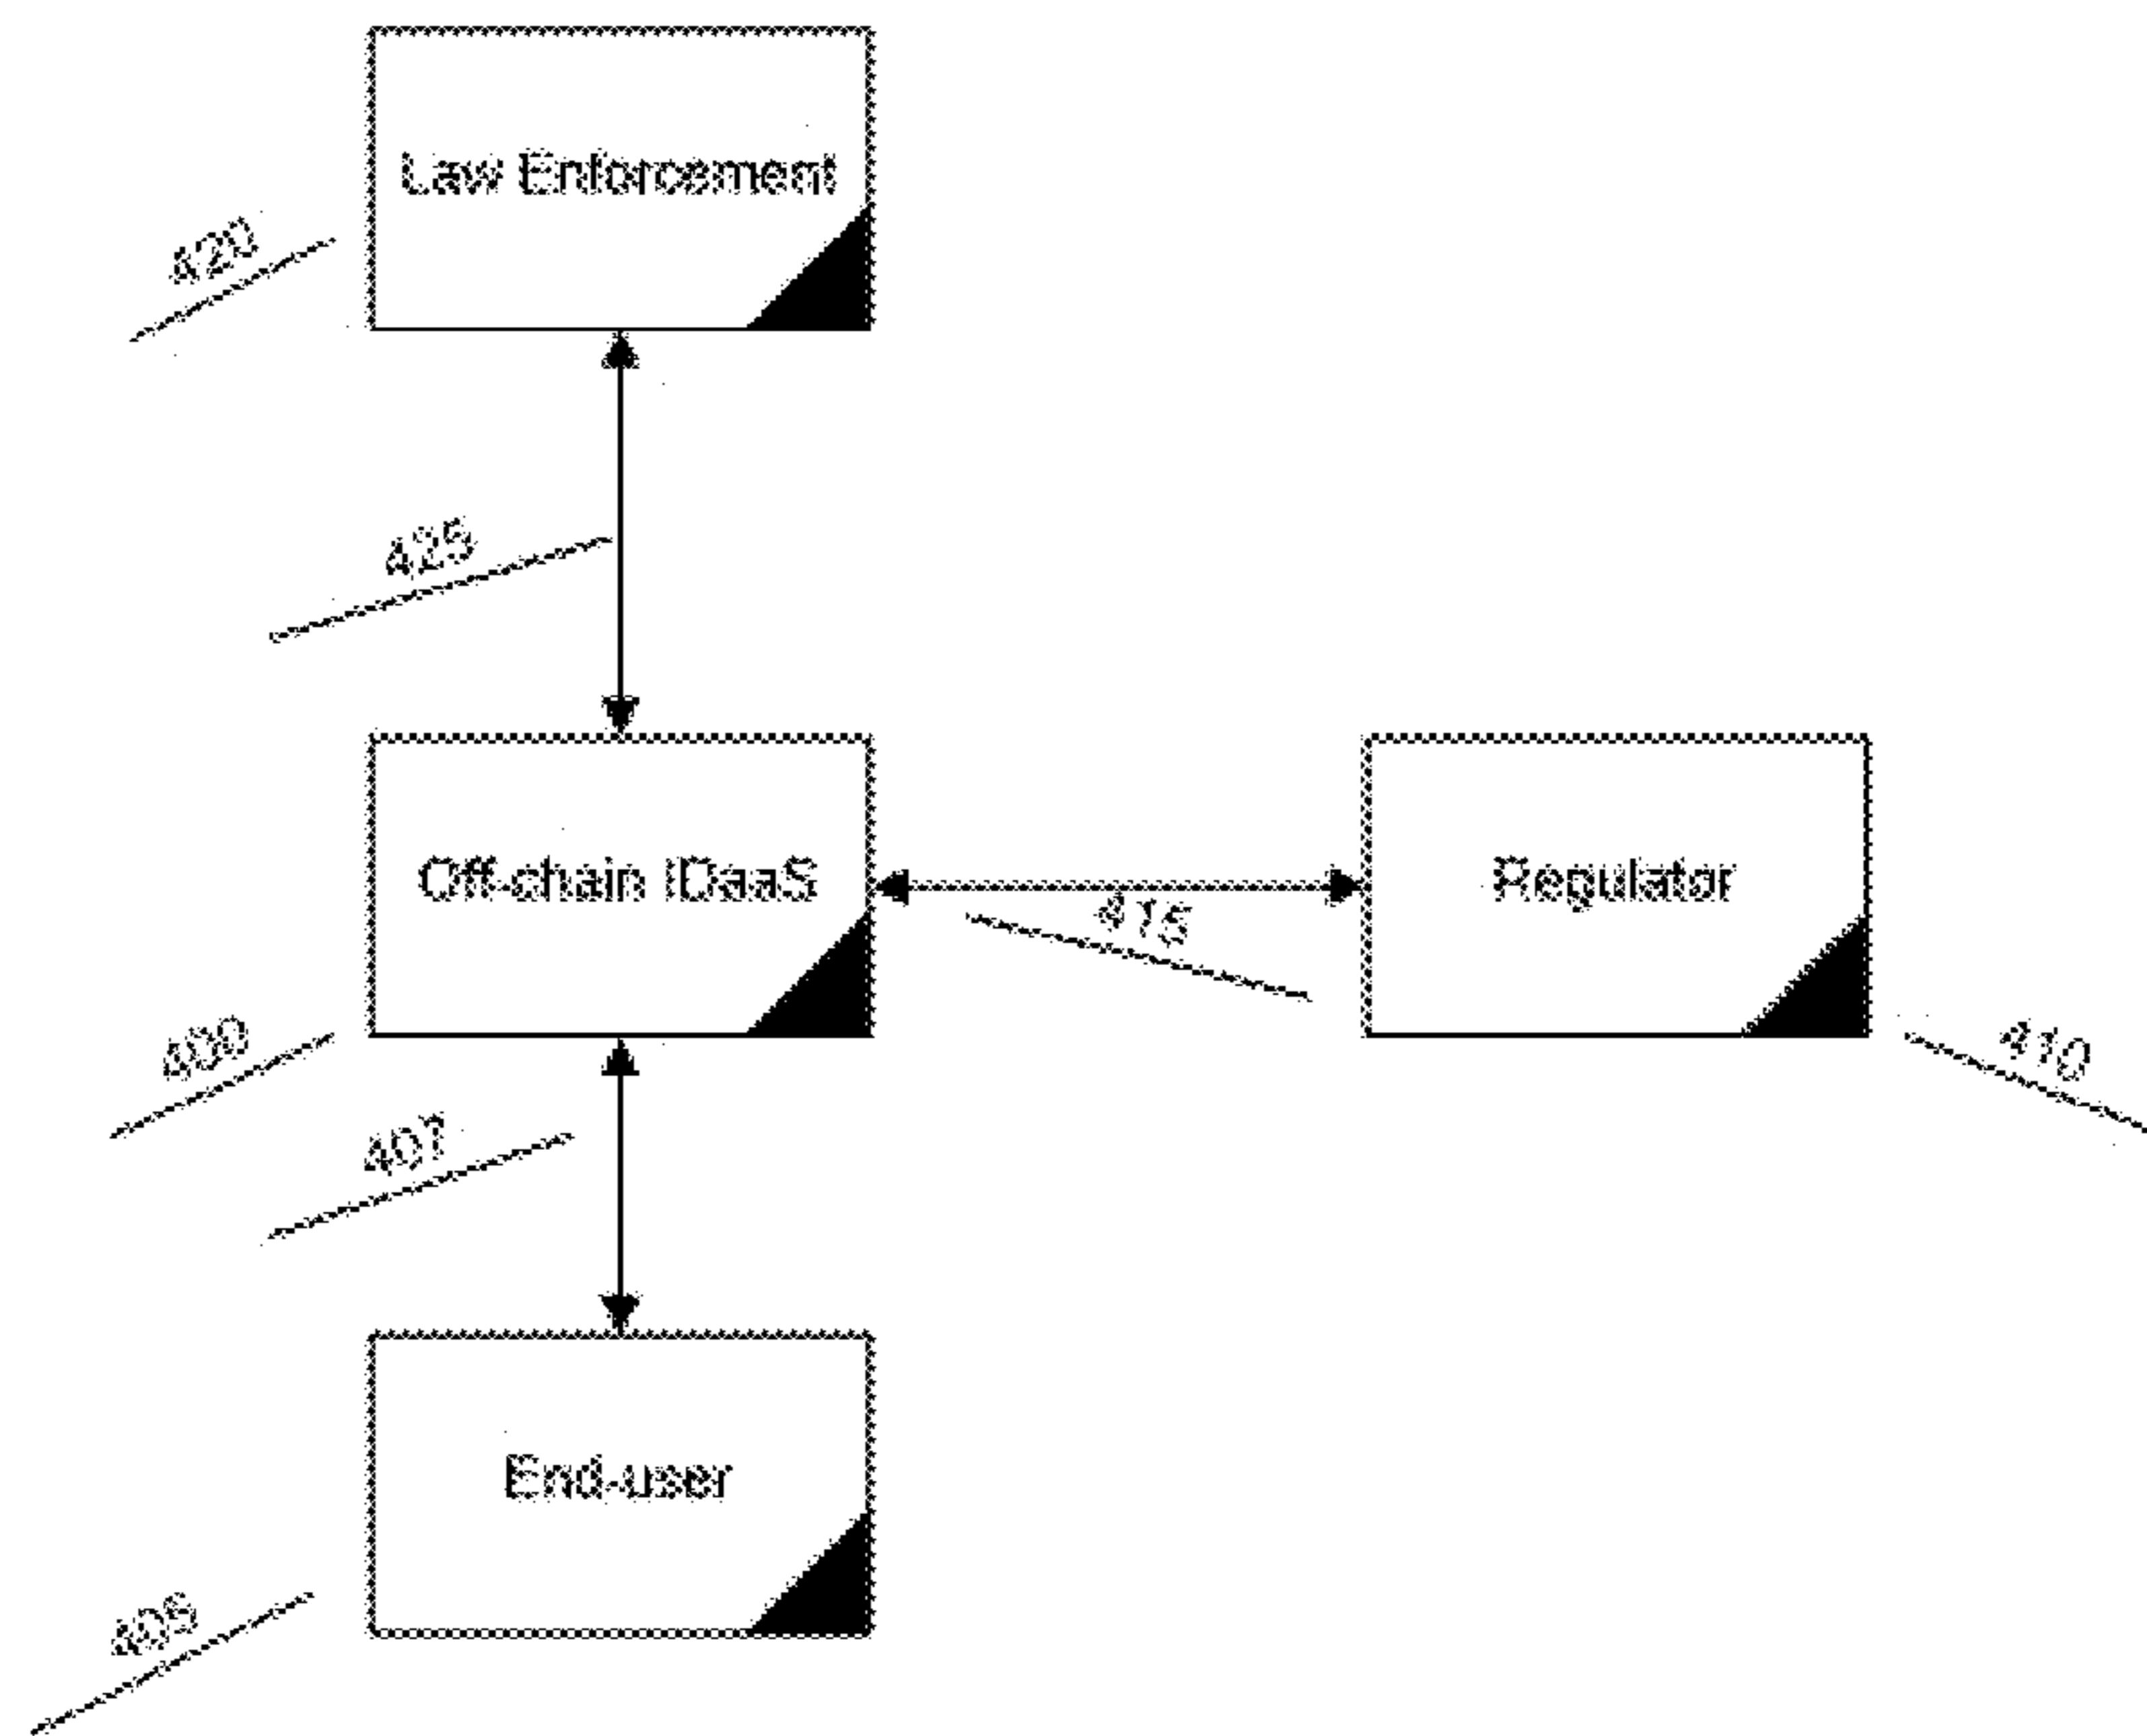 Law Enforcement
420
425
Off-chain IDaaS
Regulator
415
400
410
407
End-user
405